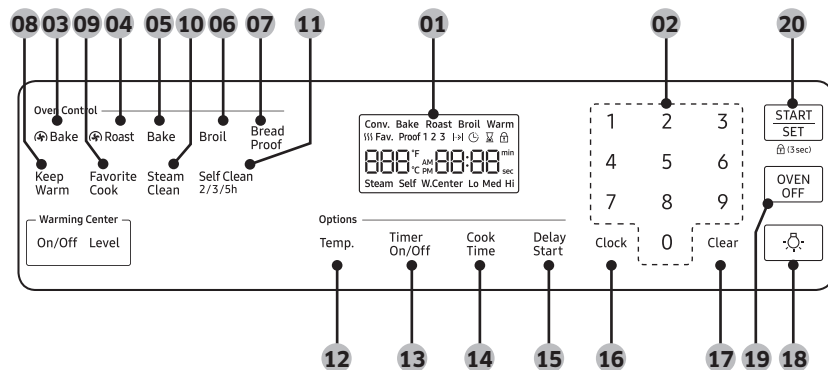 08 03 09 04 05 10 06 07 11 01 02 20
Oven Control
Bake Roast Bake Broil Bread
Proof
Keep
Warm
Favorite
Cook
Steam
Clean
Self Clean
2/3/5h
Warming Center
On/Off Level
Conv. Bake Roast Broil Warm
Fav. Proof 1 2 3
888 °F °C AM PM 88:88 min sec
Steam Self W.Center Lo Med Hi
Options
Temp.
Timer
On/Off
Cook
Time
Delay
Start
1 2 3
4 5 6
7 8 9
Clock 0 Clear
START
SET
(3 sec)
OVEN
OFF
12 13 14 15 16 17 19 18